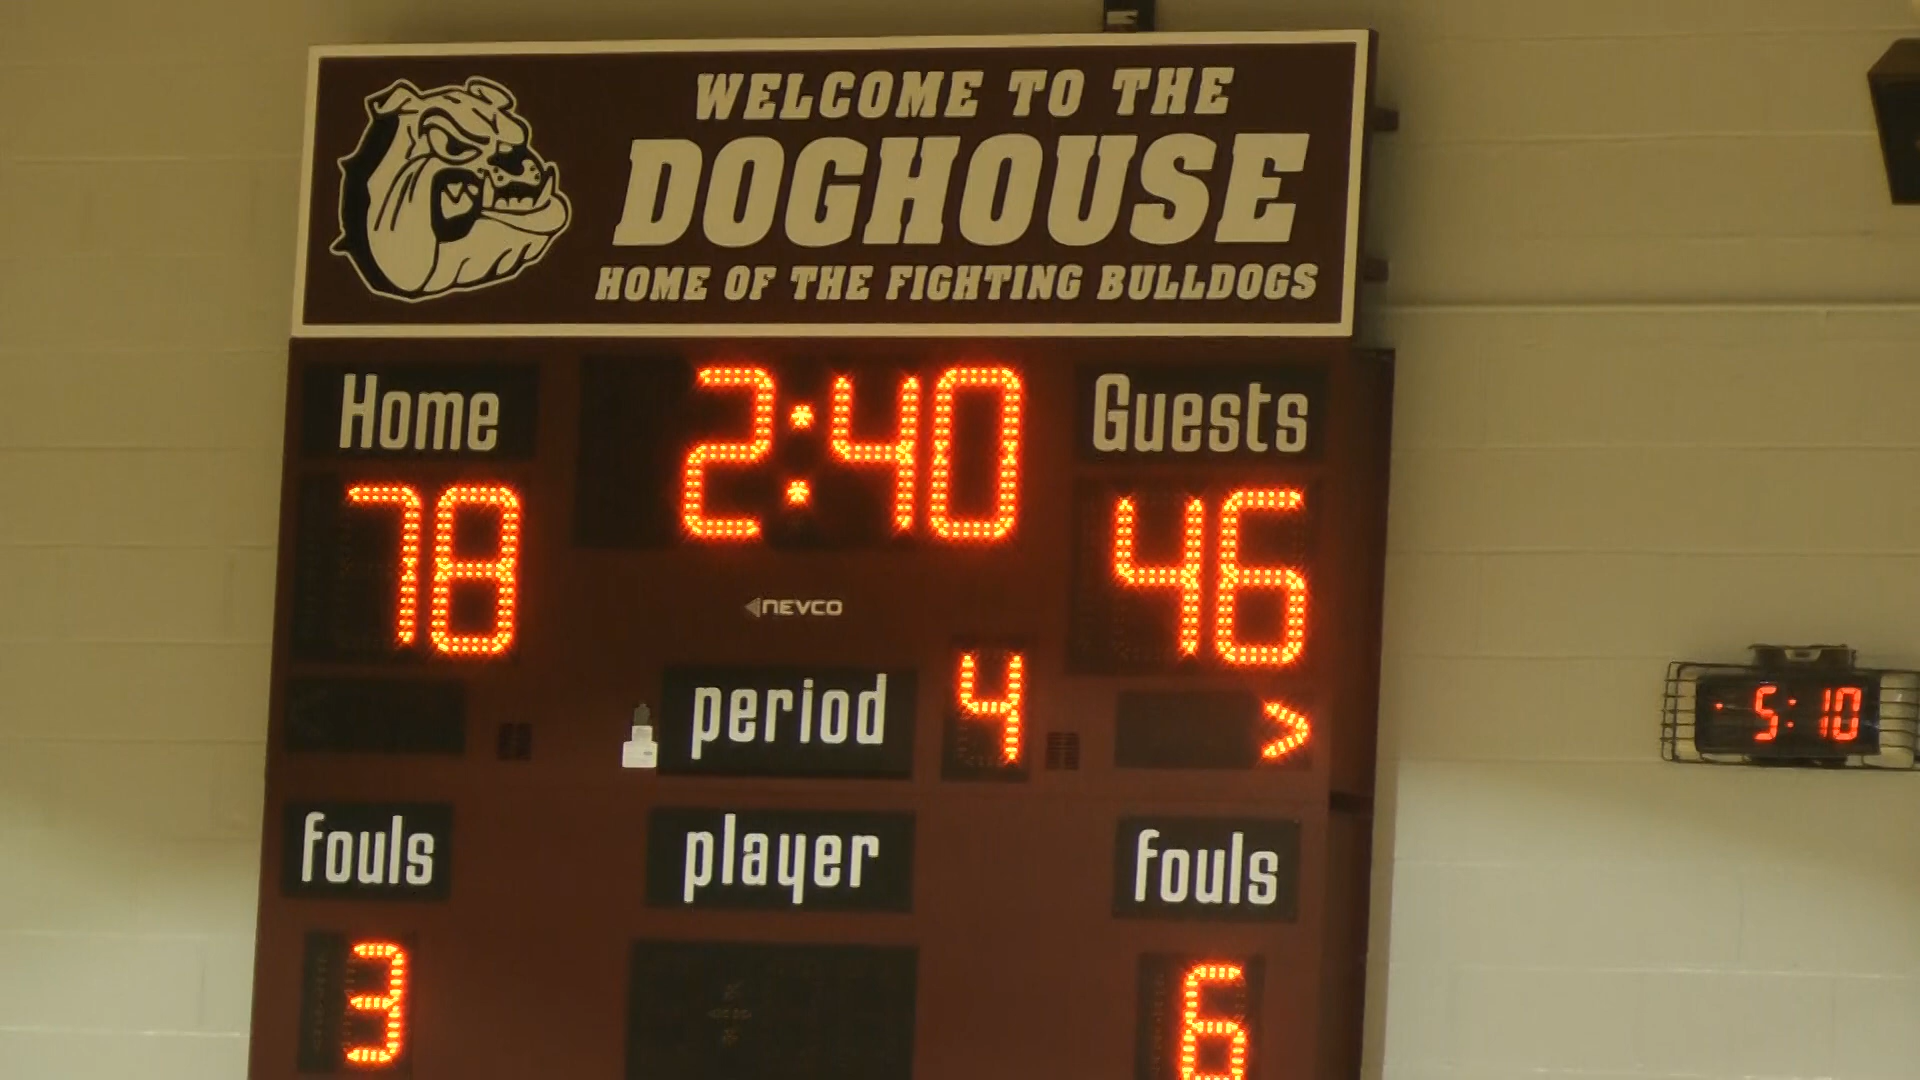 WELCOME TO THE
DOGHOUSE
HOME OF THE FIGHTING BULLDOGS
Home 2:40 Guests
78 46
NEVCO
period 4 >
5:10
fouls player fouls
3 6